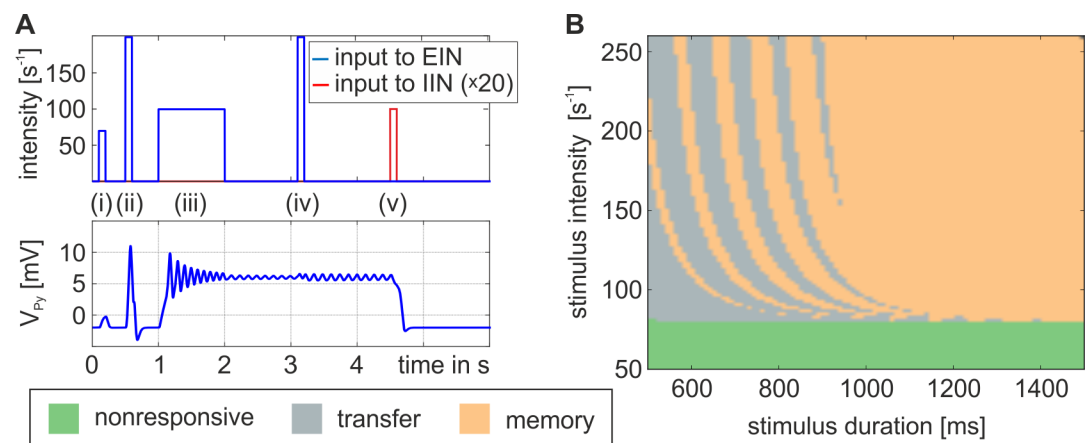 A
intensity [s⁻¹]
150
100
50
input to EIN
input to IIN (×20)
(i) (ii) (iii) (iv) (v)
V_Py [mV]
10
5
0
0 1 2 3 4 time in s
B
stimulus intensity [s⁻¹]
250
200
150
100
50
600 800 1000 1200 1400
stimulus duration [ms]
nonresponsive transfer memory